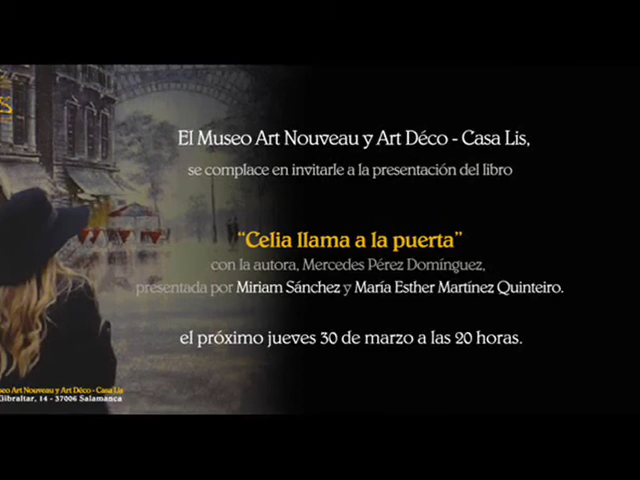 El Museo Art Nouveau y Art Déco - Casa Lis,
se complace en invitarle a la presentación del libro
“Celia llama a la puerta”
con la autora, Mercedes Pérez Domínguez,
presentada por Miriam Sánchez y María Esther Martínez Quinteiro.
el próximo jueves 30 de marzo a las 20 horas.
Art Nouveau y Art Déco - Casa Lis
Gibraltar, 14 - 37006 Salamanca